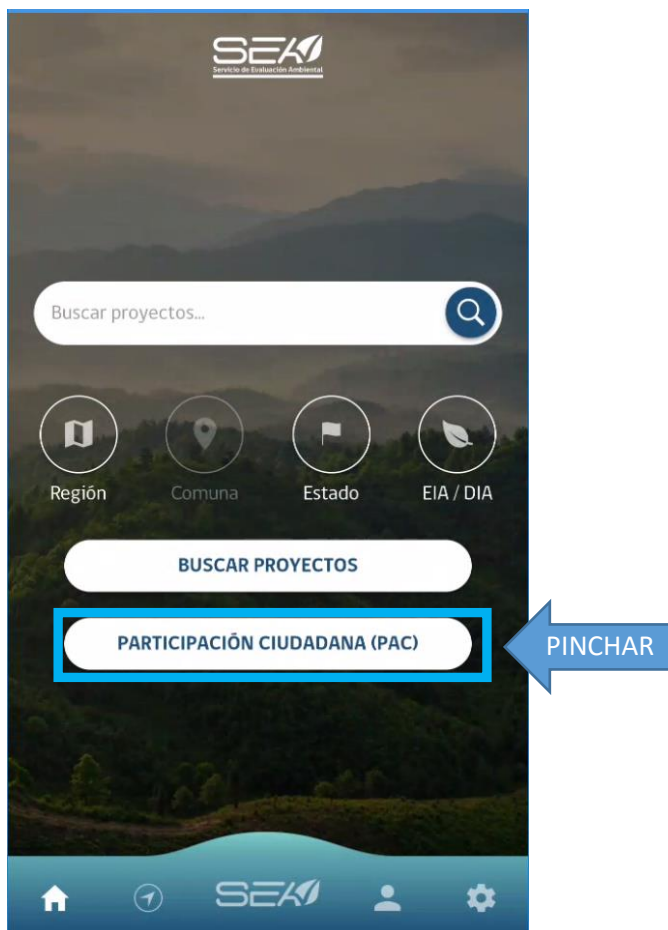 SEA
Servicio de Evaluación Ambiental
Buscar proyectos...
Región
Comuna
Estado
EIA / DIA
BUSCAR PROYECTOS
PARTICIPACIÓN CIUDADANA (PAC)
PINCHAR
SEA